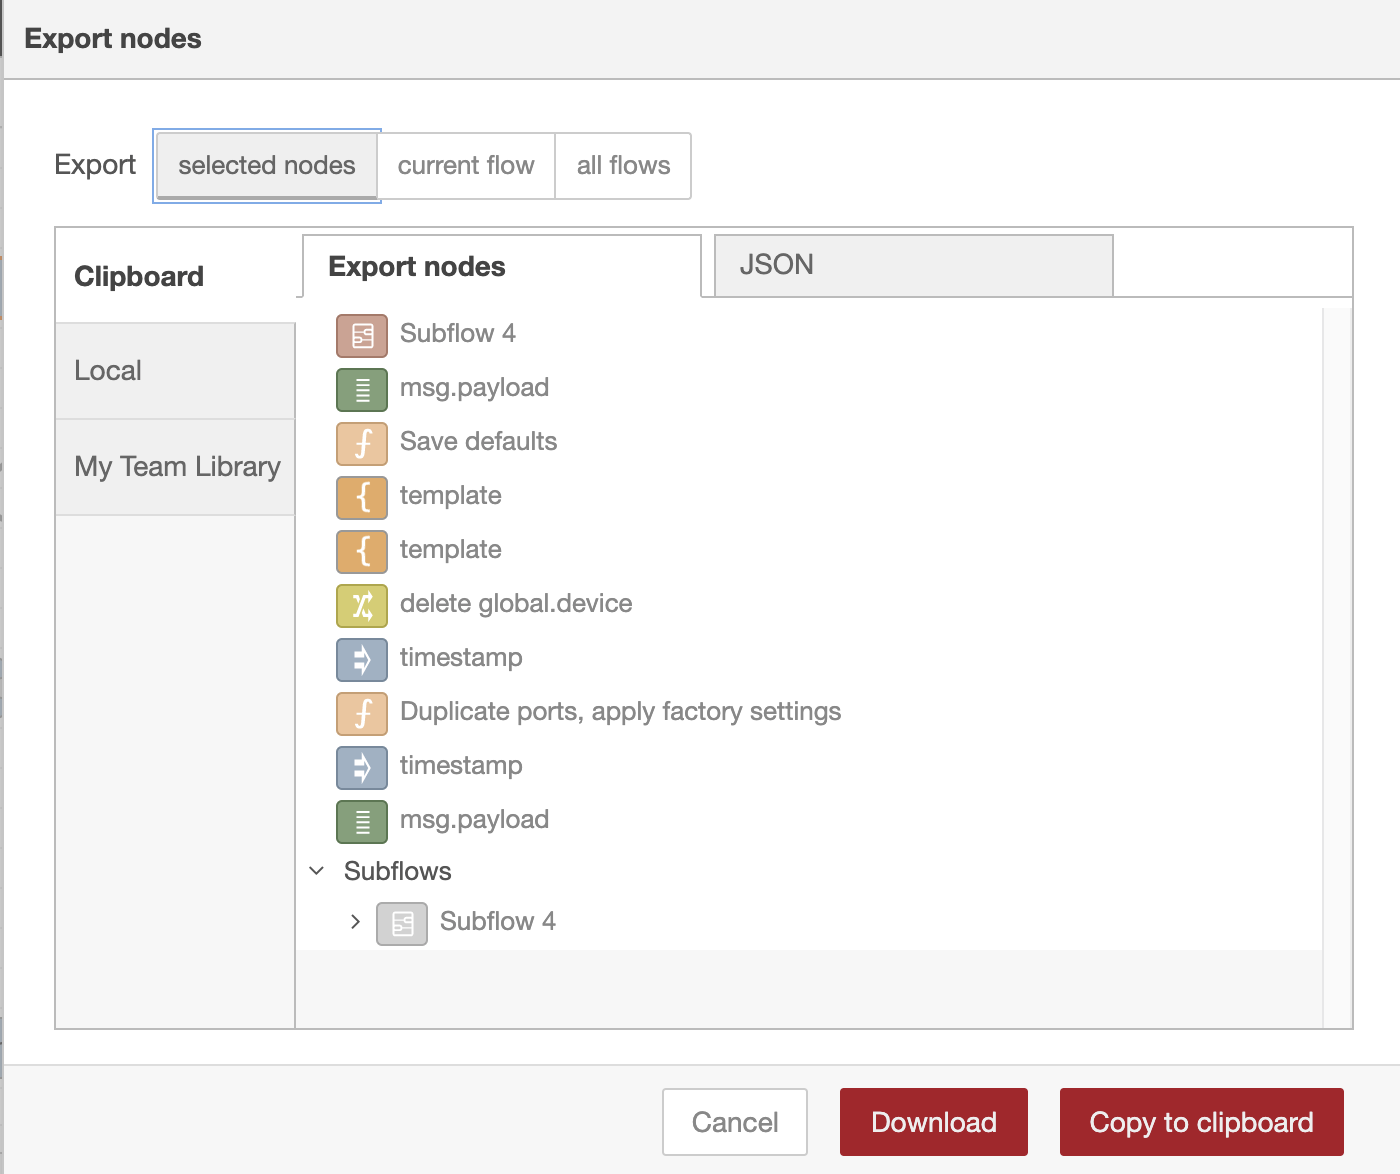 Export nodes
Export selected nodes current flow all flows
Clipboard
Local
My Team Library
Export nodes JSON
Subflow 4
msg.payload
Save defaults
template
template
delete global.device
timestamp
Duplicate ports, apply factory settings
timestamp
msg.payload
Subflows
Subflow 4
Cancel Download Copy to clipboard